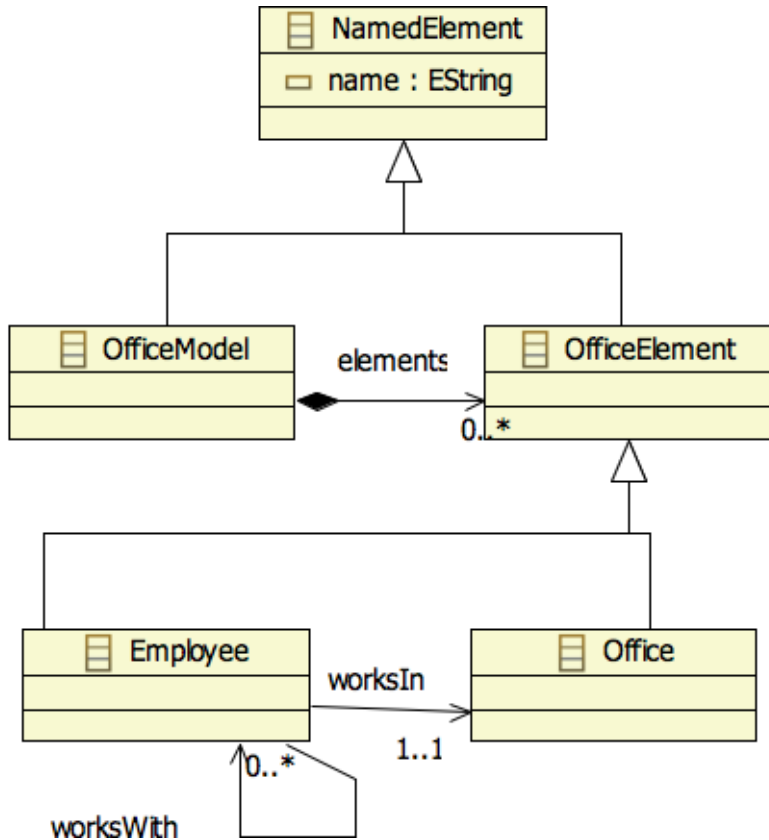 NamedElement
name : EString
OfficeModel
elements
OfficeElement
0..*
Employee
worksIn
Office
1..1
0..*
worksWith